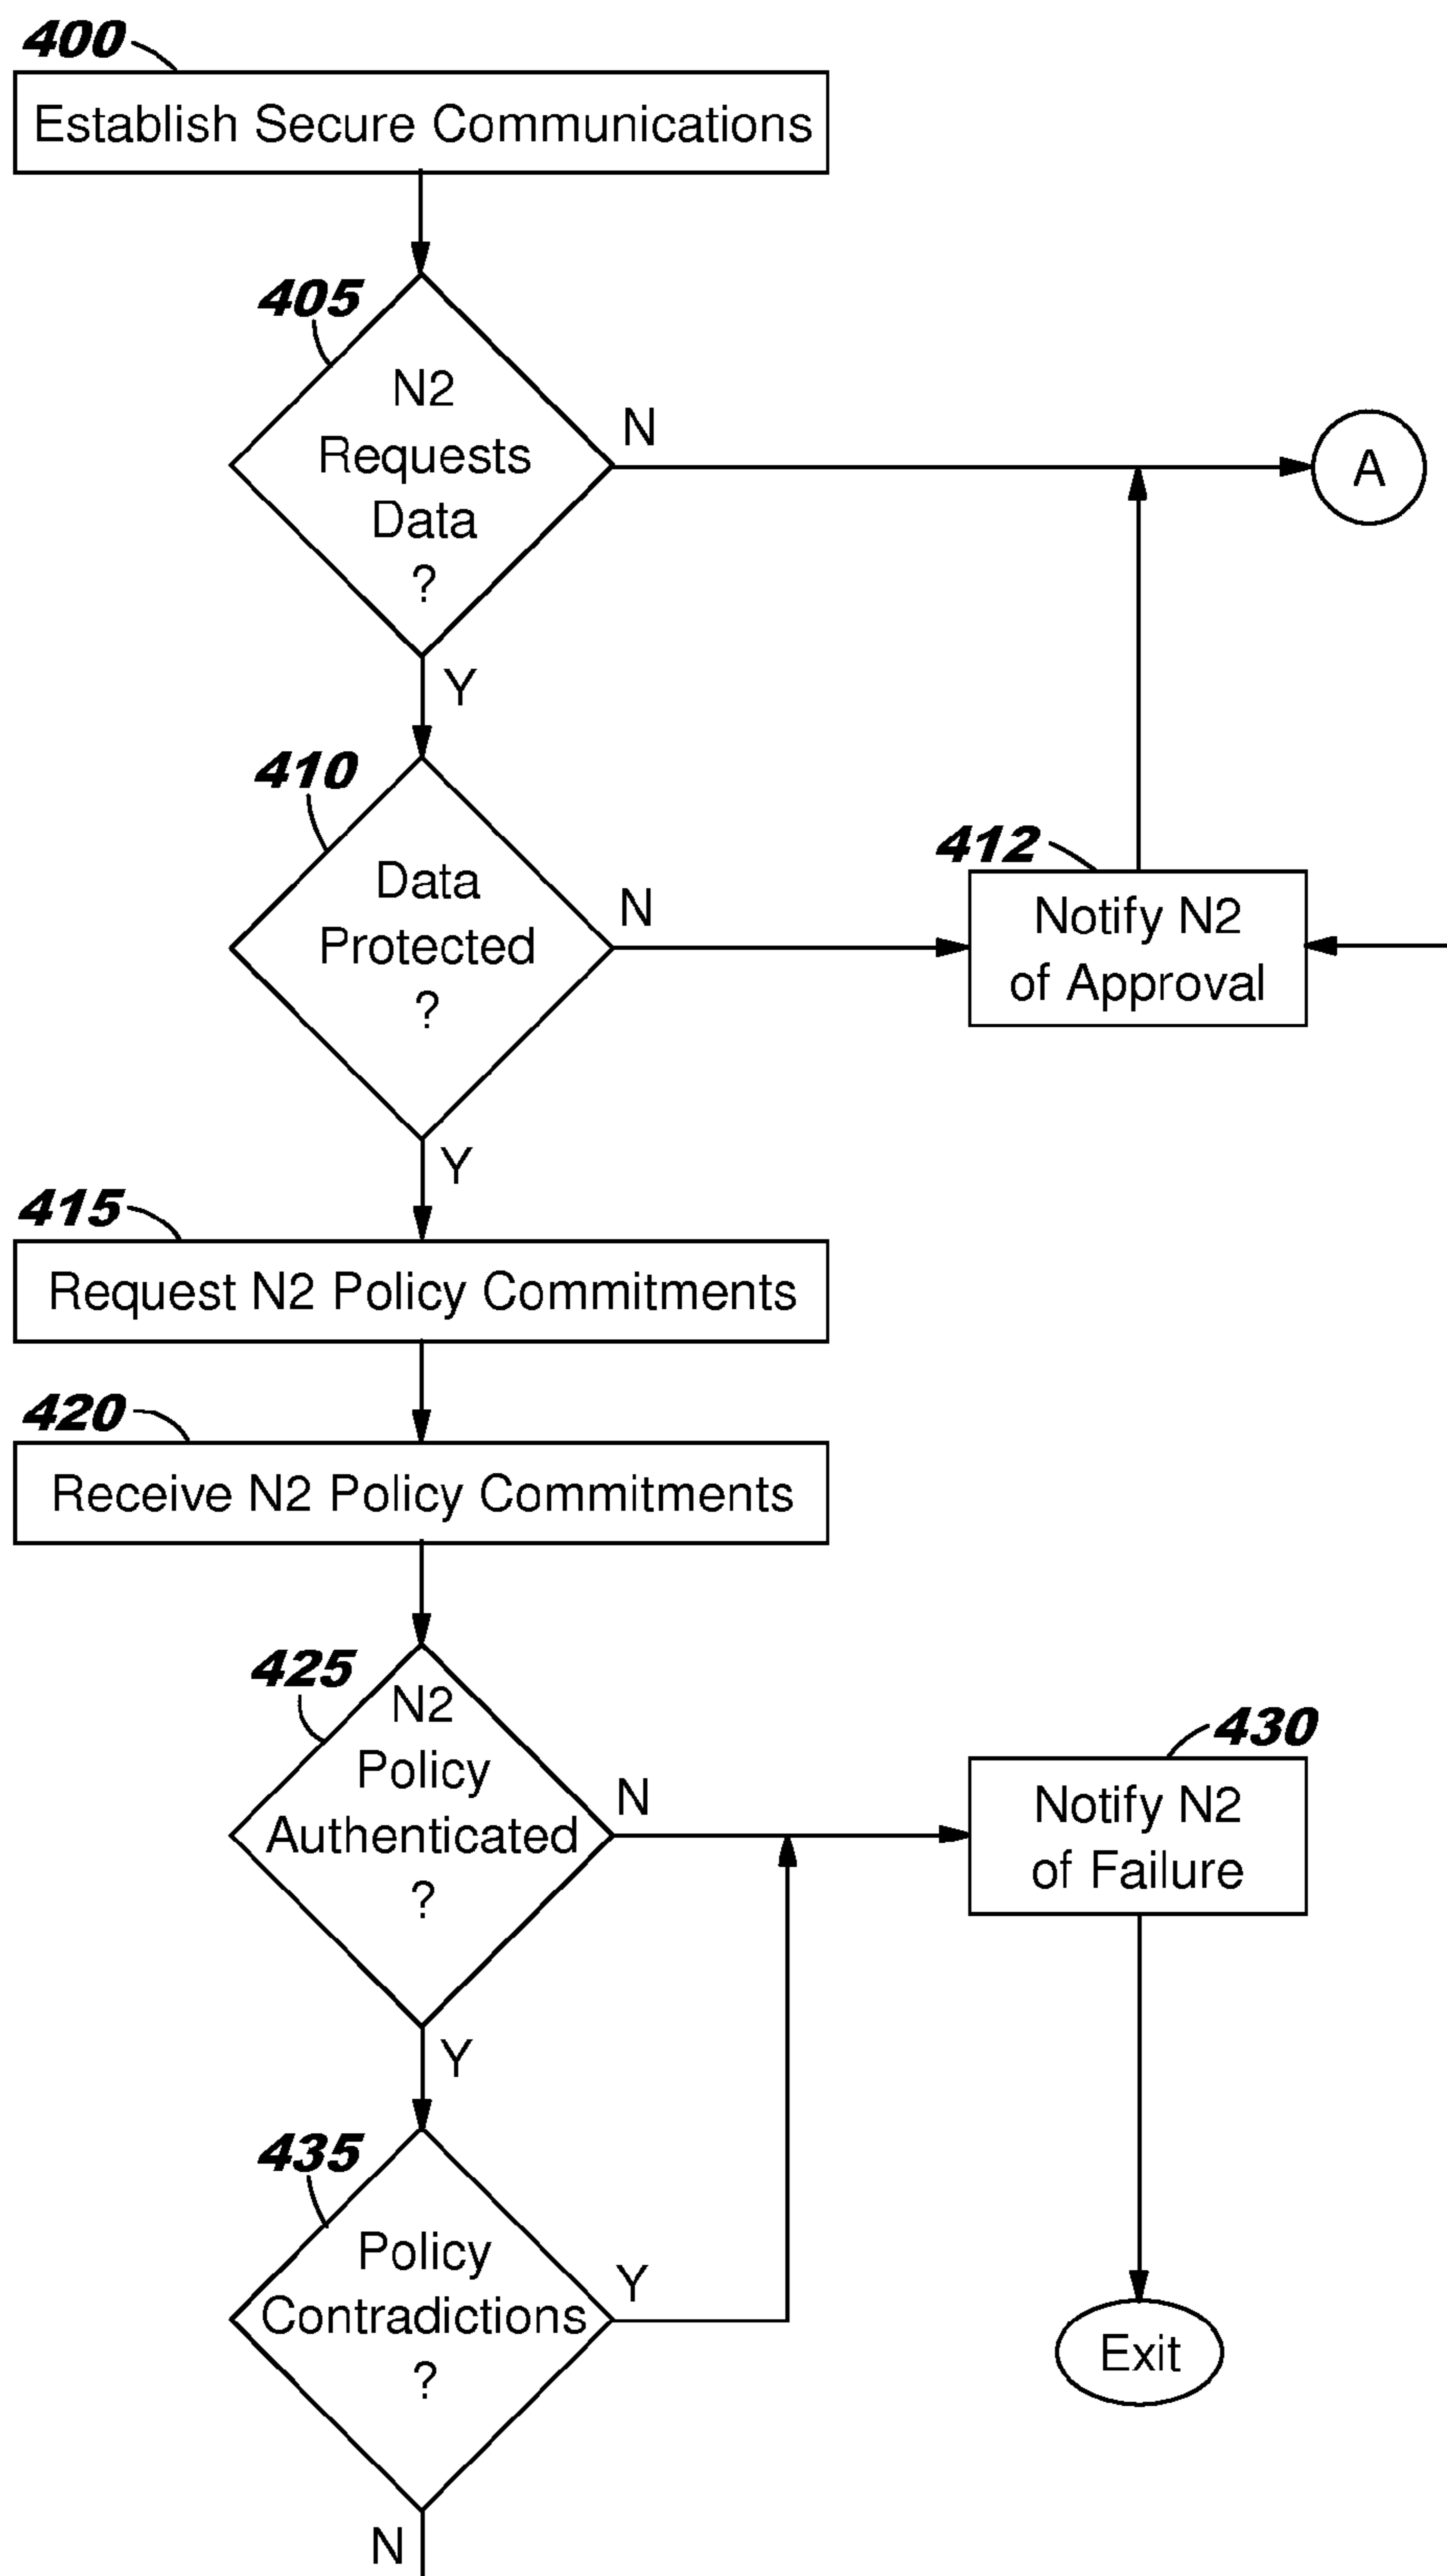 400
Establish Secure Communications
405
N2
Requests
Data
?
N
A
Y
410
Data
Protected
?
N
412
Notify N2
of Approval
Y
415
Request N2 Policy Commitments
420
Receive N2 Policy Commitments
425
N2
Policy
Authenticated
?
N
430
Notify N2
of Failure
Y
435
Policy
Contradictions
?
Y
Exit
N